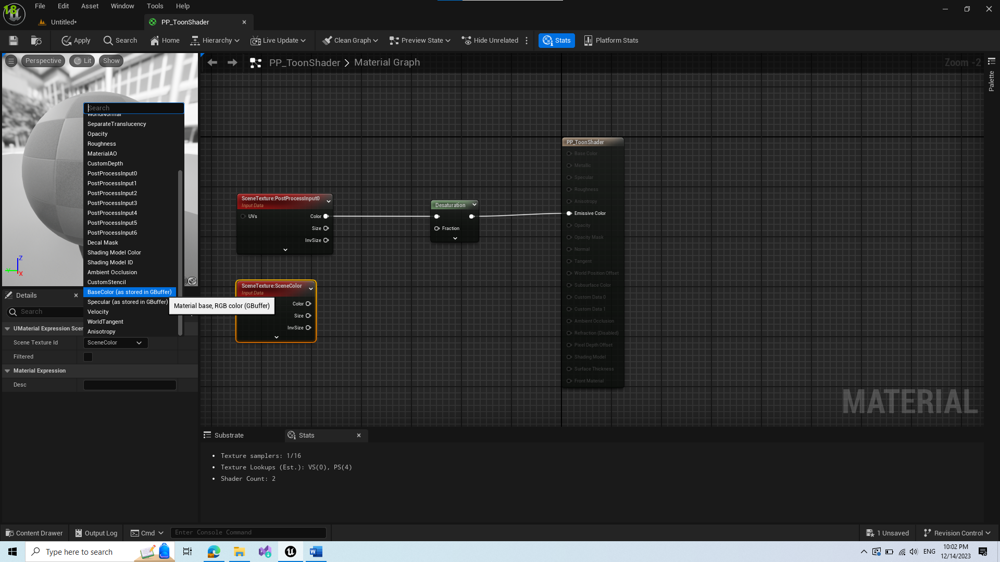 File Edit Asset Window Tools Help
Untitled*
PP_ToonShader
Apply Search Home Hierarchy Live Update Clean Graph Preview State Hide Unrelated Stats Platform Stats
Perspective Lit Show
PP_ToonShader > Material Graph
Zoom -2
Palette
Search
WorldNormal
SeparateTranslucency
Opacity
Roughness
MaterialAO
CustomDepth
PostProcessInput0
PostProcessInput1
PostProcessInput2
PostProcessInput3
PostProcessInput4
PostProcessInput5
PostProcessInput6
Decal Mask
Shading Model Color
Shading Model ID
Ambient Occlusion
CustomStencil
BaseColor (as stored in GBuffer)
Specular (as stored in GBuffer)
Velocity
WorldTangent
Anisotropy
Material base, RGB color (GBuffer)
Z
Y
X
Details
Search
UMaterial Expression Scen
Scene Texture Id SceneColor
Filtered
Material Expression
Desc
SceneTexture:PostProcessInput0
Input Data
UVs Color
Size
InvSize
SceneTexture:SceneColor
Input Data
Color
Size
InvSize
Desaturation
Fraction
PP_ToonShader
Base Color
Metallic
Specular
Roughness
Anisotropy
Emissive Color
Opacity
Opacity Mask
Normal
Tangent
World Position Offset
Subsurface Color
Custom Data 0
Custom Data 1
Ambient Occlusion
Refraction (Disabled)
Pixel Depth Offset
Shading Model
Surface Thickness
Front Material
MATERIAL
Substrate
Stats
Texture samplers: 1/16
Texture Lookups (Est.): VS(0), PS(4)
Shader Count: 2
Content Drawer Output Log Cmd Enter Console Command 1 Unsaved Revision Control
Type here to search
ENG
10:02 PM
12/14/2023